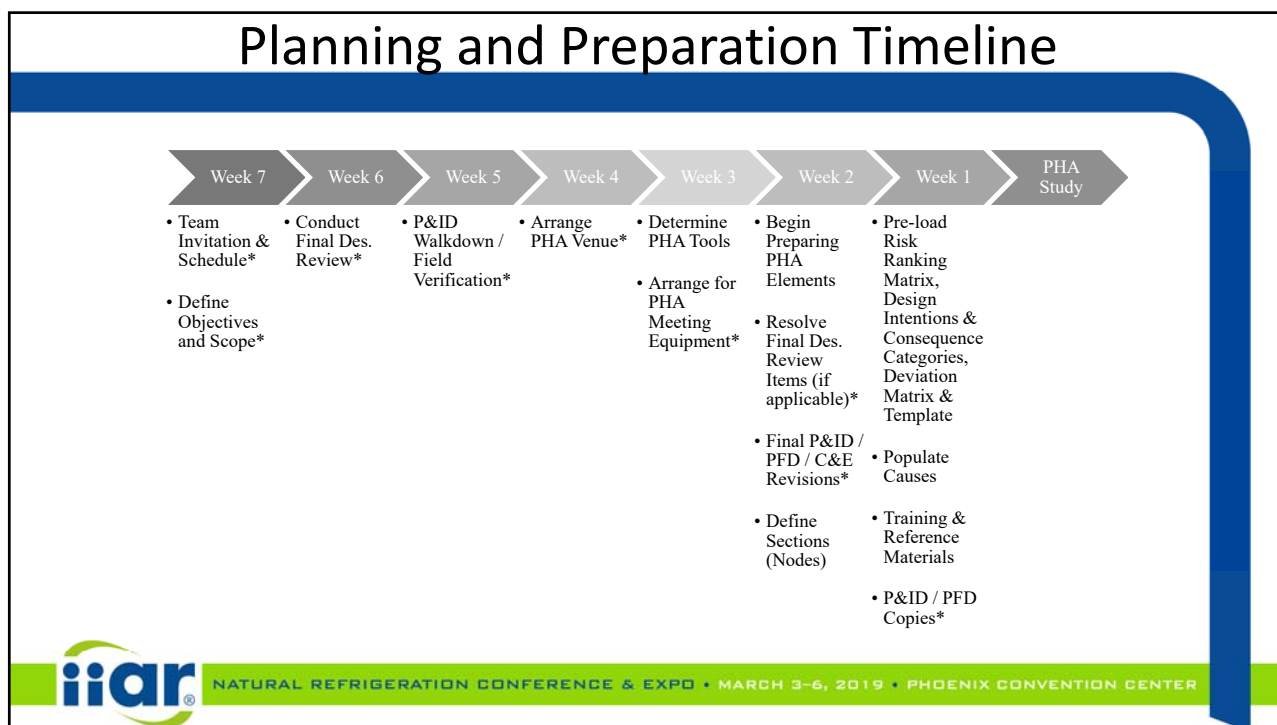 Planning and Preparation Timeline
Week 7
Week 6
Week 5
Week 4
Week 3
Week 2
Week 1
PHA
Study
• Team
Invitation &
Schedule*
• Define
Objectives
and Scope*
• Conduct
Final Des.
Review*
• P&ID
Walkdown /
Field
Verification*
• Arrange
PHA Venue*
• Determine
PHA Tools
• Arrange for
PHA
Meeting
Equipment*
• Begin
Preparing
PHA
Elements
• Resolve
Final Des.
Review
Items (if
applicable)*
• Final P&ID /
PFD / C&E
Revisions*
• Define
Sections
(Nodes)
• Pre-load
Risk
Ranking
Matrix,
Design
Intentions &
Consequence
Categories,
Deviation
Matrix &
Template
• Populate
Causes
• Training &
Reference
Materials
• P&ID / PFD
Copies*
iiar®
NATURAL REFRIGERATION CONFERENCE & EXPO • MARCH 3-6, 2019 • PHOENIX CONVENTION CENTER